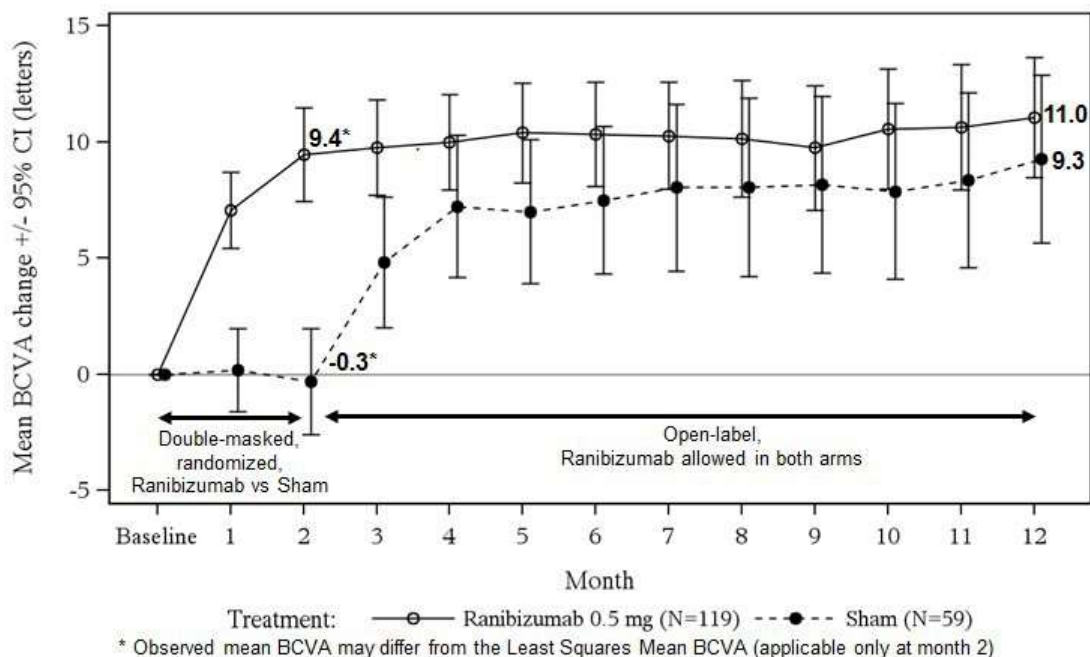 Mean BCVA change +/- 95% CI (letters)
15
10
5
0
-5
9.4*
-0.3*
11.0
9.3
Double-masked,
randomized,
Ranibizumab vs Sham
Open-label,
Ranibizumab allowed in both arms
Baseline 1 2 3 4 5 6 7 8 9 10 11 12
Month
Treatment: Ranibizumab 0.5 mg (N=119) Sham (N=59)
* Observed mean BCVA may differ from the Least Squares Mean BCVA (applicable only at month 2)